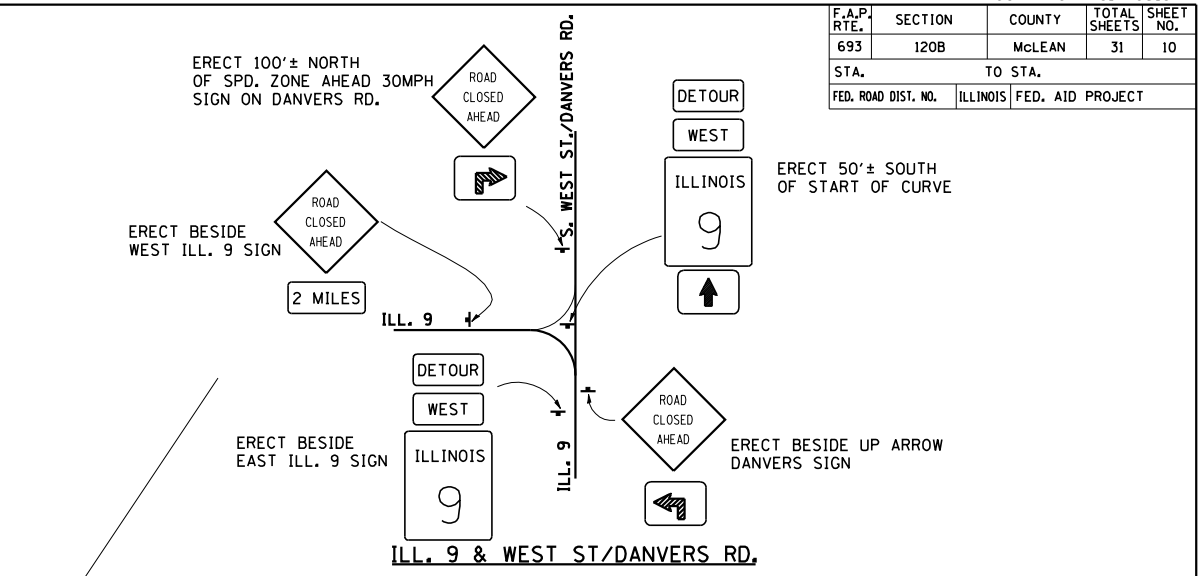 F.A.P. RTE. SECTION COUNTY TOTAL SHEETS SHEET NO.
693 120B McLEAN 31 10
STA. TO STA.
FED. ROAD DIST. NO. ILLINOIS FED. AID PROJECT
ERECT 100'± NORTH
OF SPD. ZONE AHEAD 30MPH
SIGN ON DANVERS RD.
ROAD
CLOSED
AHEAD
S. WEST ST./DANVERS RD.
DETOUR
WEST
ILLINOIS
9
ERECT 50'± SOUTH
OF START OF CURVE
ERECT BESIDE
WEST ILL. 9 SIGN
ROAD
CLOSED
AHEAD
2 MILES
ILL. 9
DETOUR
WEST
ILLINOIS
9
ERECT BESIDE
EAST ILL. 9 SIGN
ILL. 9
ROAD
CLOSED
AHEAD
ERECT BESIDE UP ARROW
DANVERS SIGN
ILL. 9 & WEST ST/DANVERS RD.